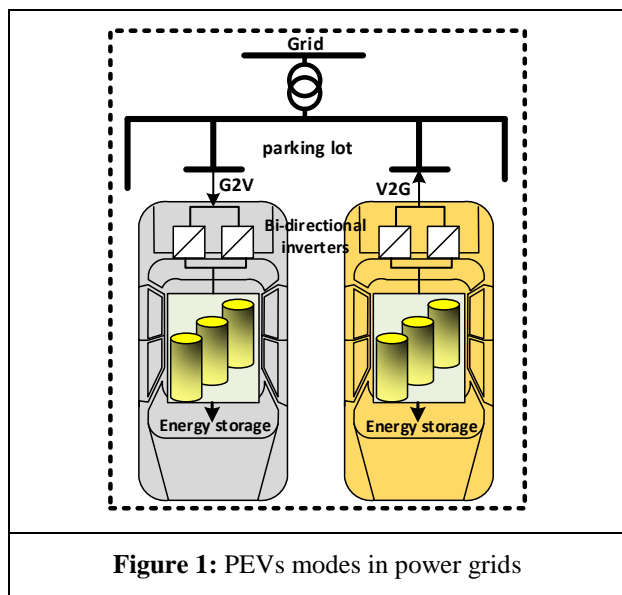 Grid
parking lot
G2V
V2G
Bi-directional
inverters
Energy storage
Energy storage
Figure 1: PEVs modes in power grids